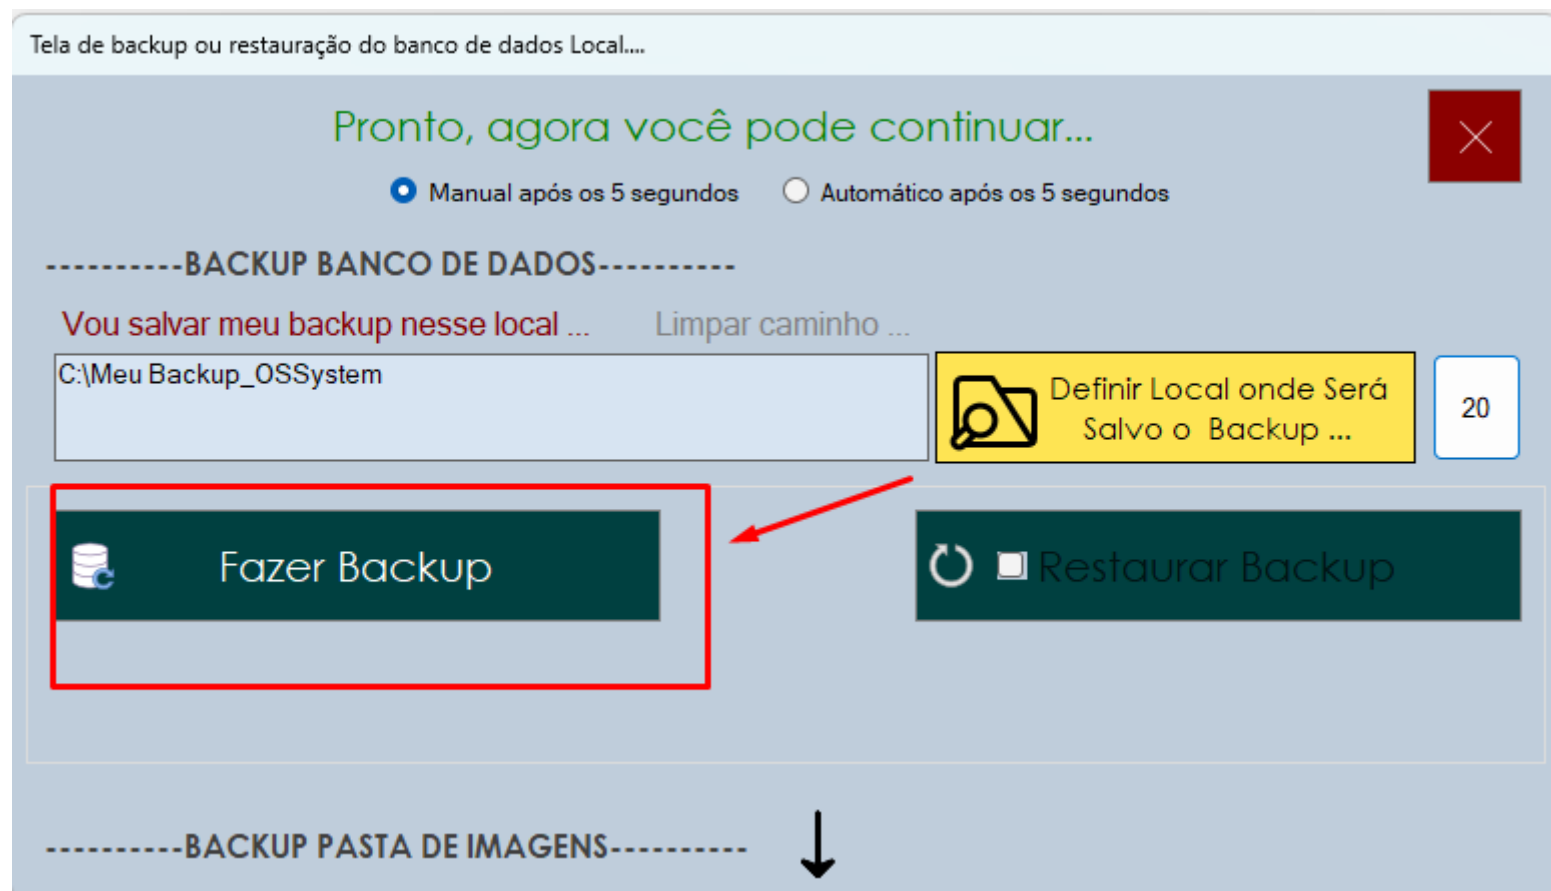 Tela de backup ou restauração do banco de dados Local....
Pronto, agora você pode continuar...
Manual após os 5 segundos Automático após os 5 segundos
----------BACKUP BANCO DE DADOS----------
Vou salvar meu backup nesse local ... Limpar caminho ...
C:\Meu Backup_OSSystem
Definir Local onde Será
Salvo o Backup ...
20
Fazer Backup
Restaurar Backup
----------BACKUP PASTA DE IMAGENS----------